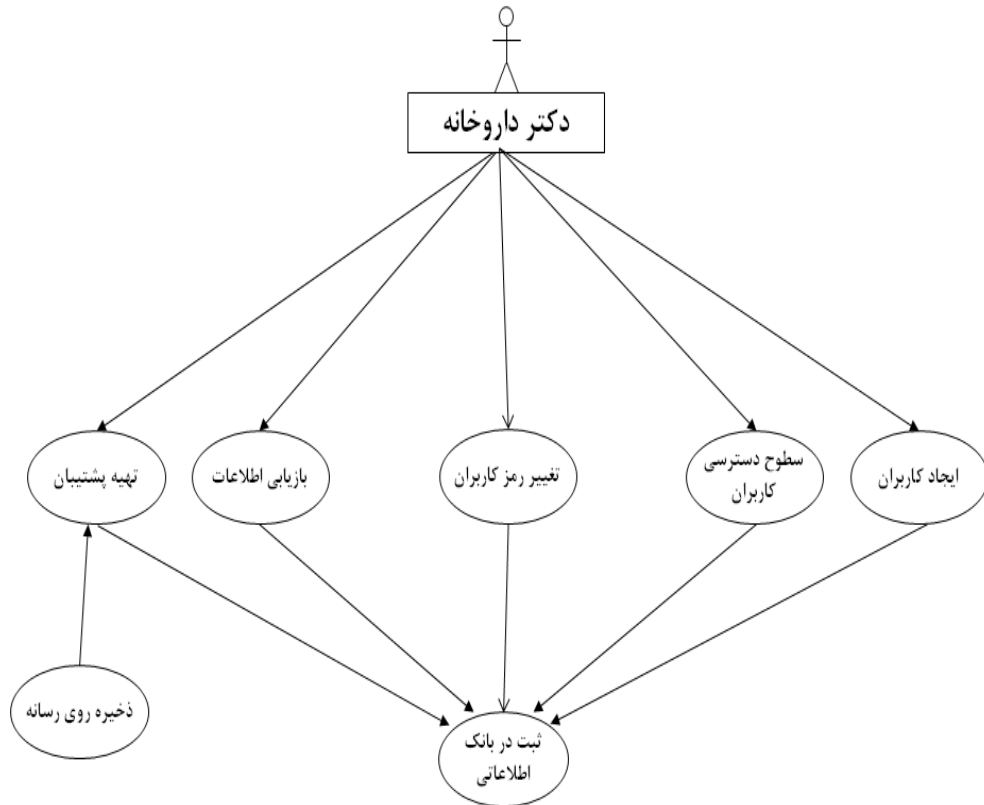 دکتر داروخانه
ایجاد کاربران
سطوح دسترسی
کاربران
تغییر رمز کاربران
بازیابی اطلاعات
تهیه پشتیبان
ذخیره روی رسانه
ثبت در بانک
اطلاعاتی